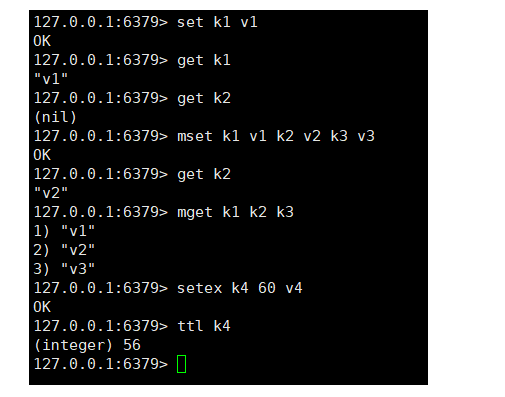 127.0.0.1:6379> set k1 v1
OK
127.0.0.1:6379> get k1
"v1"
127.0.0.1:6379> get k2
(nil)
127.0.0.1:6379> mset k1 v1 k2 v2 k3 v3
OK
127.0.0.1:6379> get k2
"v2"
127.0.0.1:6379> mget k1 k2 k3
1) "v1"
2) "v2"
3) "v3"
127.0.0.1:6379> setex k4 60 v4
OK
127.0.0.1:6379> ttl k4
(integer) 56
127.0.0.1:6379>